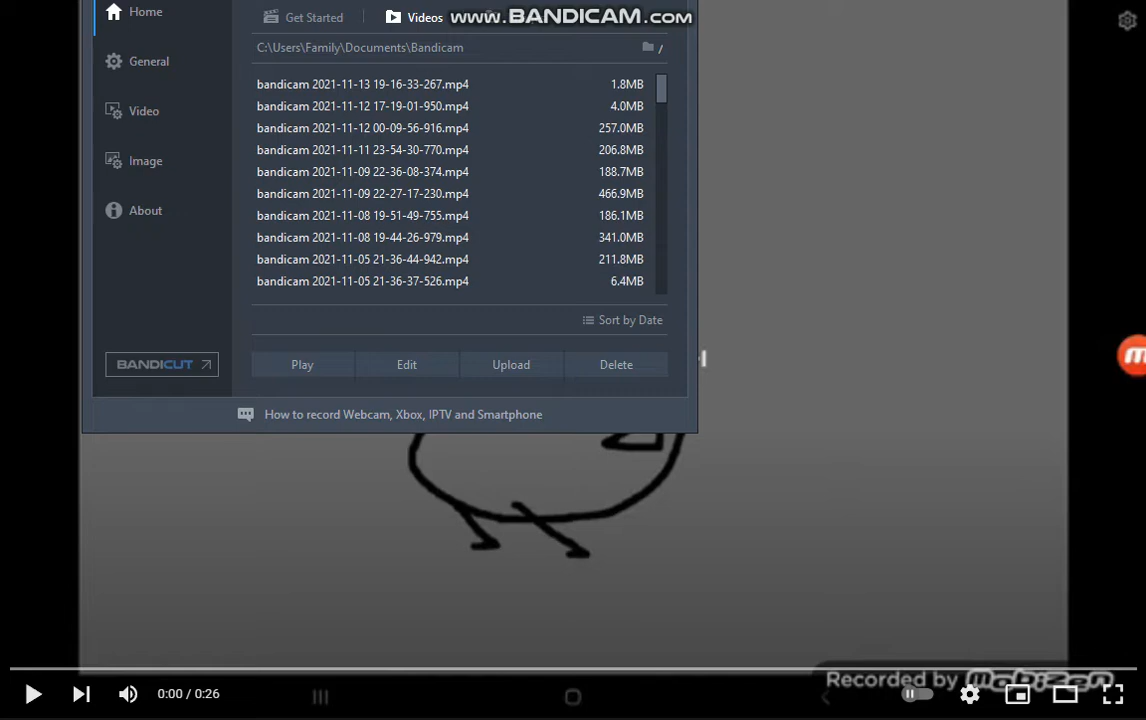 Home
Get Started
Videos
WWW.BANDICAM.COM
C:\Users\Family\Documents\Bandicam
/
General
Video
Image
About
bandicam 2021-11-13 19-16-33-267.mp4 1.8MB
bandicam 2021-11-12 17-19-01-950.mp4 4.0MB
bandicam 2021-11-12 00-09-56-916.mp4 257.0MB
bandicam 2021-11-11 23-54-30-770.mp4 206.8MB
bandicam 2021-11-09 22-36-08-374.mp4 188.7MB
bandicam 2021-11-09 22-27-17-230.mp4 466.9MB
bandicam 2021-11-08 19-51-49-755.mp4 186.1MB
bandicam 2021-11-08 19-44-26-979.mp4 341.0MB
bandicam 2021-11-05 21-36-44-942.mp4 211.8MB
bandicam 2021-11-05 21-36-37-526.mp4 6.4MB
Sort by Date
BANDICUT
Play Edit Upload Delete
How to record Webcam, Xbox, IPTV and Smartphone
Recorded by Mobizen
0:00 / 0:26